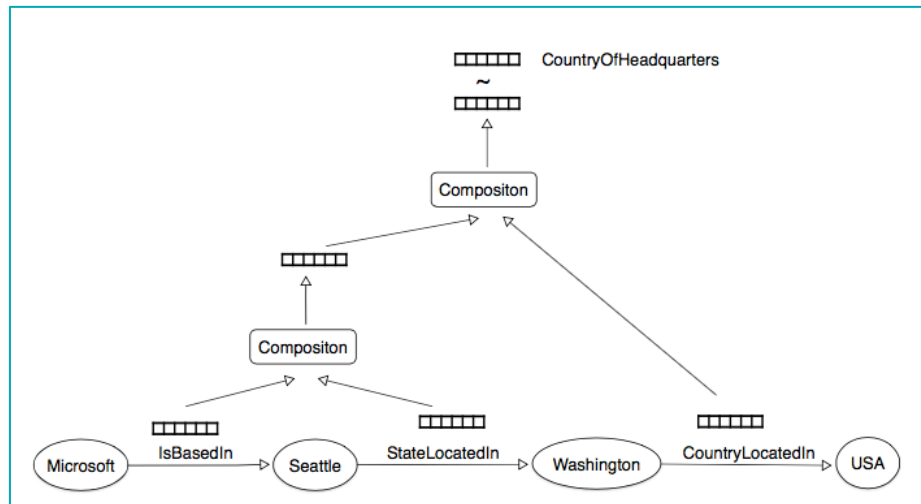 CountryOfHeadquarters
~
Compositon
Compositon
IsBasedIn
StateLocatedIn
CountryLocatedIn
Microsoft
Seattle
Washington
USA